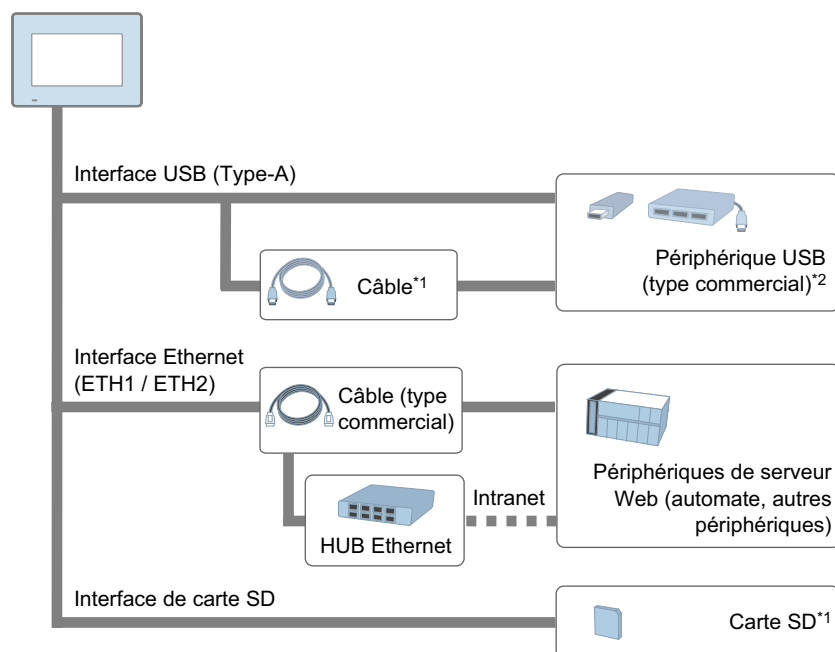 Interface USB (Type-A)
Câble*1
Périphérique USB
(type commercial)*2
Interface Ethernet
(ETH1 / ETH2)
Câble (type
commercial)
Périphériques de serveur
Web (automate, autres
périphériques)
Intranet
HUB Ethernet
Interface de carte SD
Carte SD*1